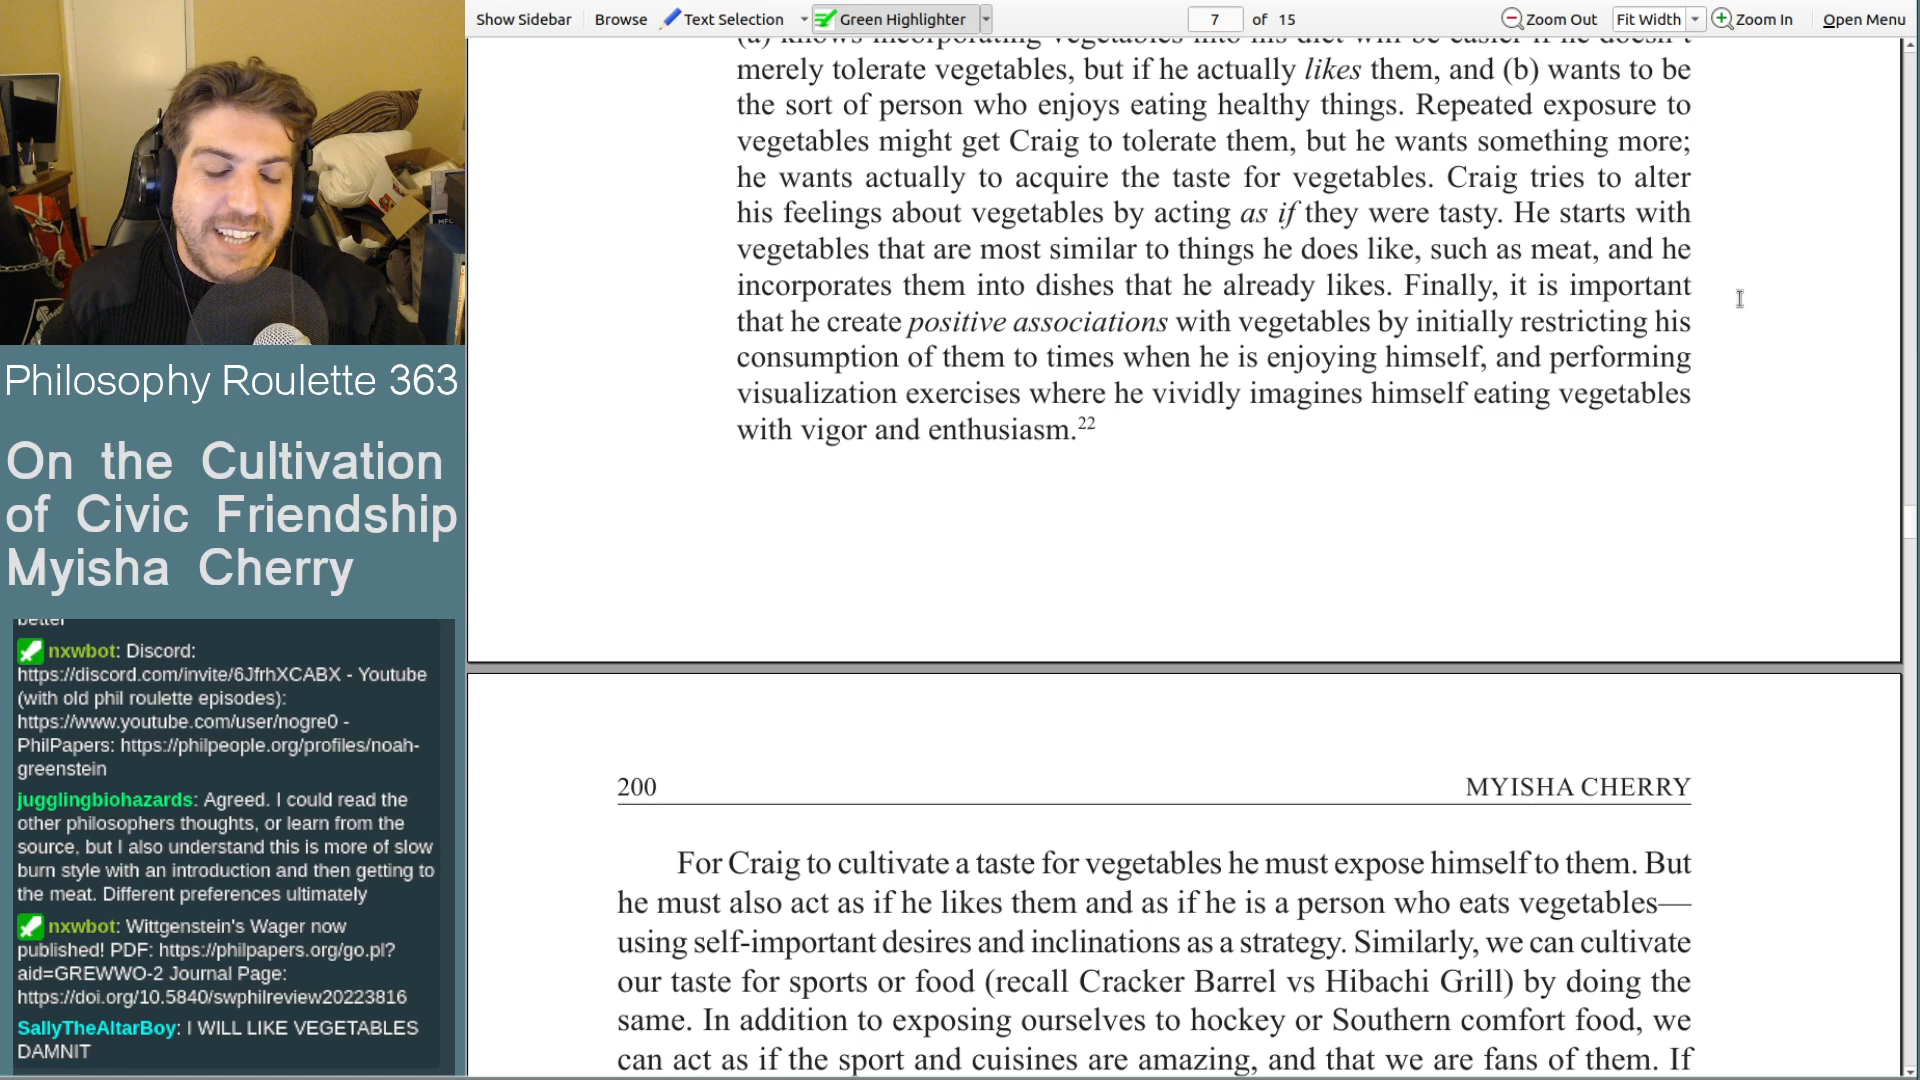 Show Sidebar Browse Text Selection Green Highlighter 7 of 15 Zoom Out Fit Width Zoom In Open Menu
(a) knows incorporating vegetables into his diet will be easier if he doesn't
merely tolerate vegetables, but if he actually likes them, and (b) wants to be
the sort of person who enjoys eating healthy things. Repeated exposure to
vegetables might get Craig to tolerate them, but he wants something more;
he wants actually to acquire the taste for vegetables. Craig tries to alter
his feelings about vegetables by acting as if they were tasty. He starts with
vegetables that are most similar to things he does like, such as meat, and he
incorporates them into dishes that he already likes. Finally, it is important
that he create positive associations with vegetables by initially restricting his
consumption of them to times when he is enjoying himself, and performing
visualization exercises where he vividly imagines himself eating vegetables
with vigor and enthusiasm.22
200 MYISHA CHERRY
For Craig to cultivate a taste for vegetables he must expose himself to them. But
he must also act as if he likes them and as if he is a person who eats vegetables—
using self-important desires and inclinations as a strategy. Similarly, we can cultivate
our taste for sports or food (recall Cracker Barrel vs Hibachi Grill) by doing the
same. In addition to exposing ourselves to hockey or Southern comfort food, we
can act as if the sport and cuisines are amazing, and that we are fans of them. If
Philosophy Roulette 363
On the Cultivation
of Civic Friendship
Myisha Cherry
better
nxwbot: Discord:
https://discord.com/invite/6JfrhXCABX - Youtube
(with old phil roulette episodes):
https://www.youtube.com/user/nogre0 -
PhilPapers: https://philpeople.org/profiles/noah-
greenstein
jugglingbiohazards: Agreed. I could read the
other philosophers thoughts, or learn from the
source, but I also understand this is more of slow
burn style with an introduction and then getting to
the meat. Different preferences ultimately
nxwbot: Wittgenstein's Wager now
published! PDF: https://philpapers.org/go.pl?
aid=GREWWO-2 Journal Page:
https://doi.org/10.5840/swphilreview20223816
SallyTheAltarBoy: I WILL LIKE VEGETABLES
DAMNIT